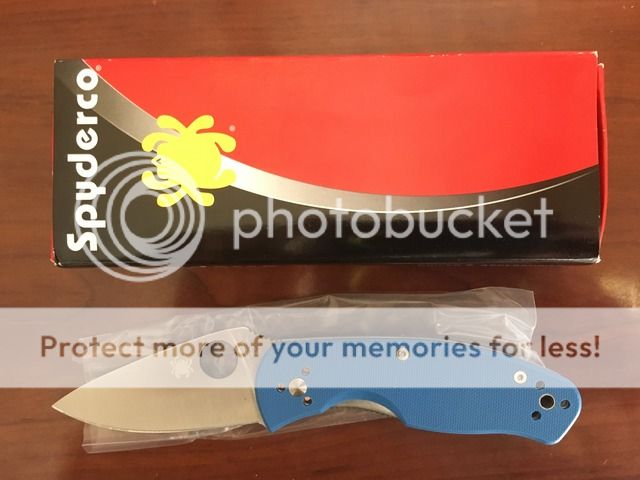 Spyderco®
®
photobucket
Protect more of your memories for less!